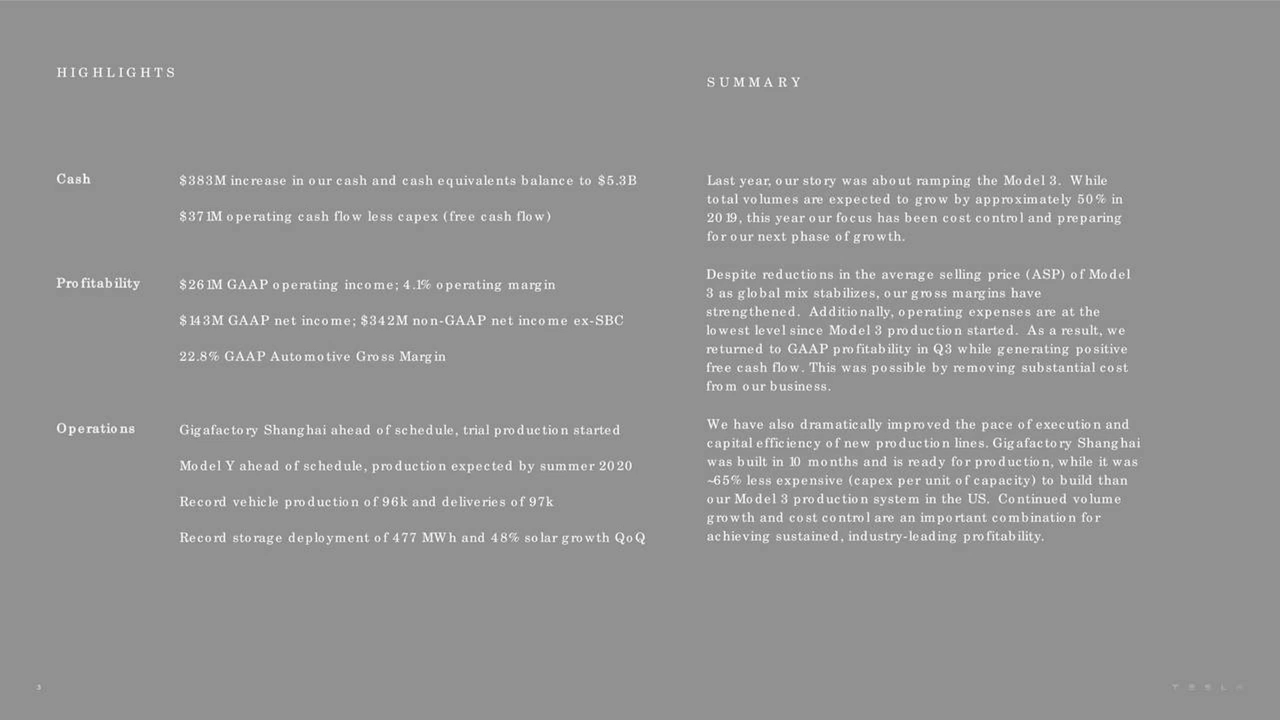 HIGHLIGHTS
Cash
$383M increase in our cash and cash equivalents balance to $5.3B
$371M operating cash flow less capex (free cash flow)
Profitability
$261M GAAP operating income; 4.1% operating margin
$143M GAAP net income; $342M non-GAAP net income ex-SBC
22.8% GAAP Automotive Gross Margin
Operations
Gigafactory Shanghai ahead of schedule, trial production started
Model Y ahead of schedule, production expected by summer 2020
Record vehicle production of 96k and deliveries of 97k
Record storage deployment of 477 MWh and 48% solar growth QoQ
SUMMARY
Last year, our story was about ramping the Model 3. While
total volumes are expected to grow by approximately 50% in
2019, this year our focus has been cost control and preparing
for our next phase of growth.
Despite reductions in the average selling price (ASP) of Model
3 as global mix stabilizes, our gross margins have
strengthened. Additionally, operating expenses are at the
lowest level since Model 3 production started. As a result, we
returned to GAAP profitability in Q3 while generating positive
free cash flow. This was possible by removing substantial cost
from our business.
We have also dramatically improved the pace of execution and
capital efficiency of new production lines. Gigafactory Shanghai
was built in 10 months and is ready for production, while it was
~65% less expensive (capex per unit of capacity) to build than
our Model 3 production system in the US. Continued volume
growth and cost control are an important combination for
achieving sustained, industry-leading profitability.
3
TESLA